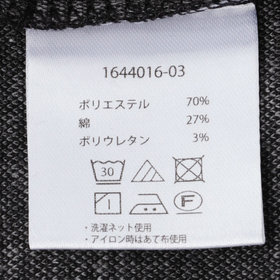 1644016-03
ポリエステル 70%
綿 27%
ポリウレタン 3%
30
F
・洗濯ネット使用
・アイロン時はあて布使用